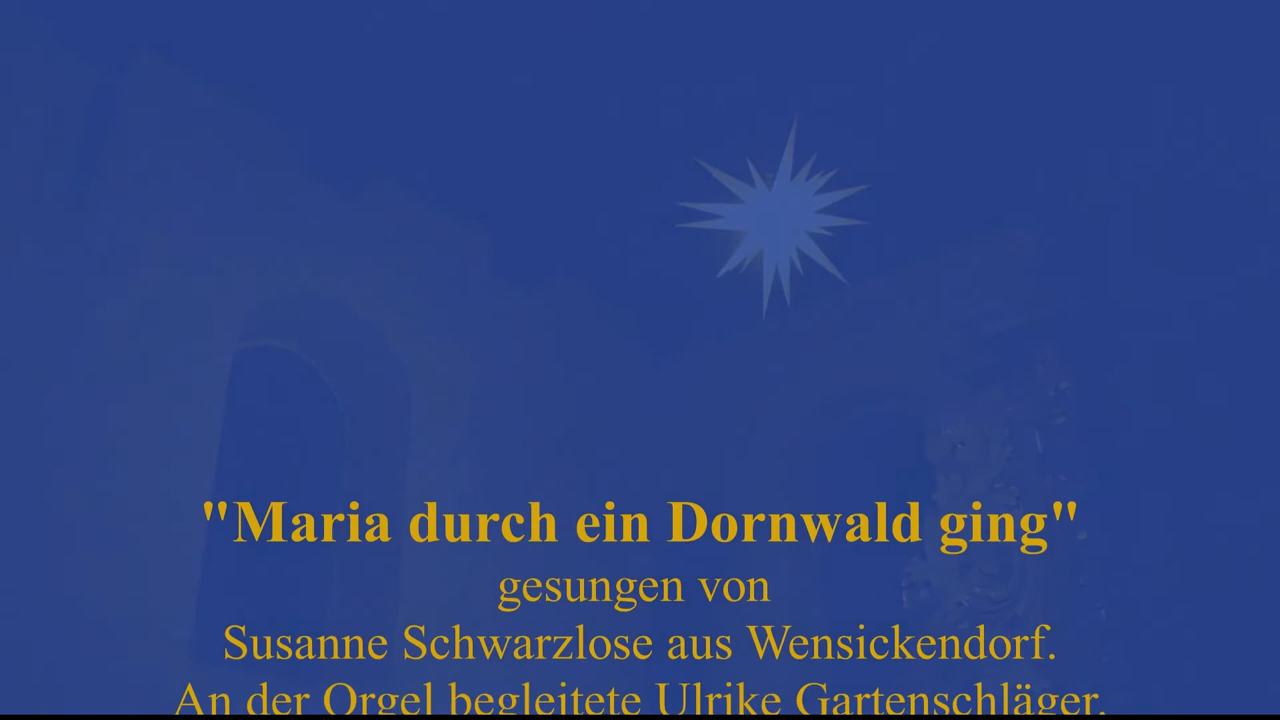 "Maria durch ein Dornwald ging"
gesungen von
Susanne Schwarzlose aus Wensickendorf.
An der Orgel begleitete Ulrike Gartenschläger.